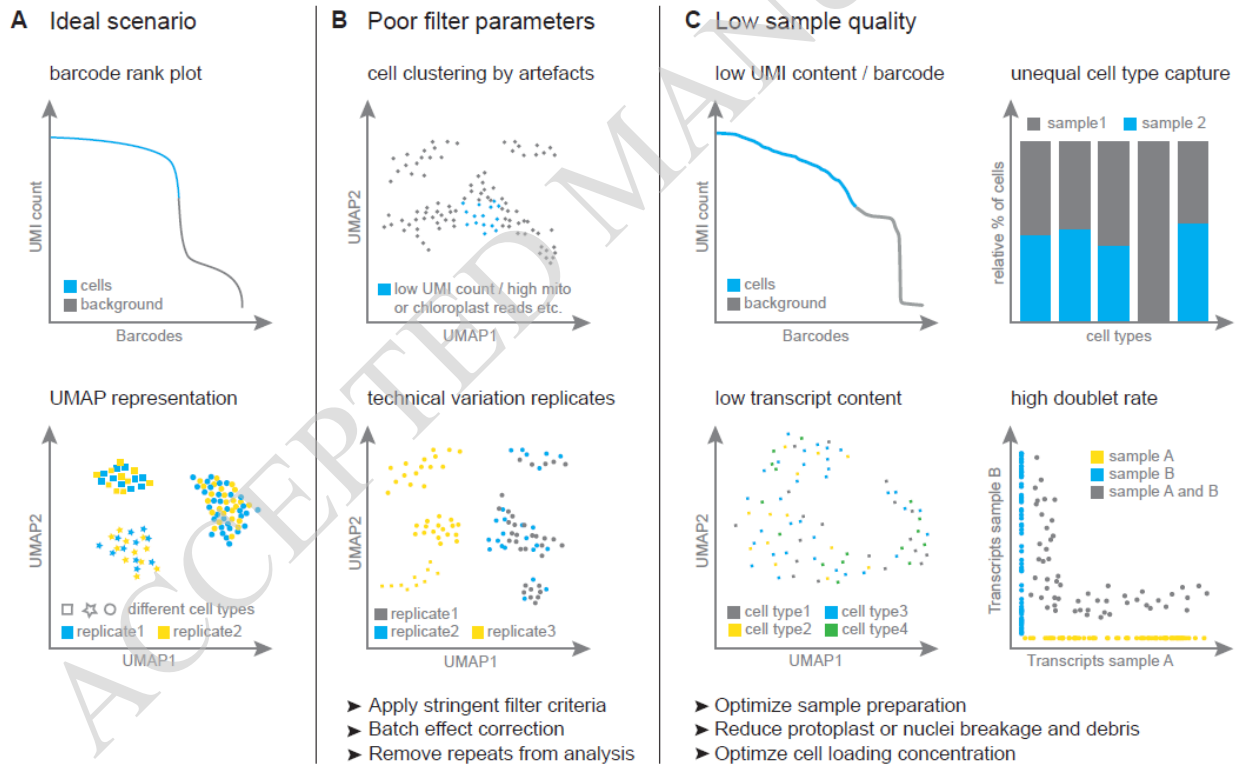 A Ideal scenario
barcode rank plot
UMI count
cells
background
Barcodes
UMAP representation
UMAP2
different cell types
replicate1 replicate2
UMAP1
B Poor filter parameters
cell clustering by artefacts
UMAP2
low UMI count / high mito
or chloroplast reads etc.
UMAP1
technical variation replicates
UMAP2
replicate1
replicate2 replicate3
UMAP1
➤ Apply stringent filter criteria
➤ Batch effect correction
➤ Remove repeats from analysis
C Low sample quality
low UMI content / barcode
UMI count
cells
background
Barcodes
unequal cell type capture
sample1 sample 2
relative % of cells
cell types
low transcript content
UMAP2
cell type1 cell type3
cell type2 cell type4
UMAP1
high doublet rate
sample A
sample B
sample A and B
Transcripts sample B
Transcripts sample A
➤ Optimize sample preparation
➤ Reduce protoplast or nuclei breakage and debris
➤ Optimze cell loading concentration
ACCEPTED MANU